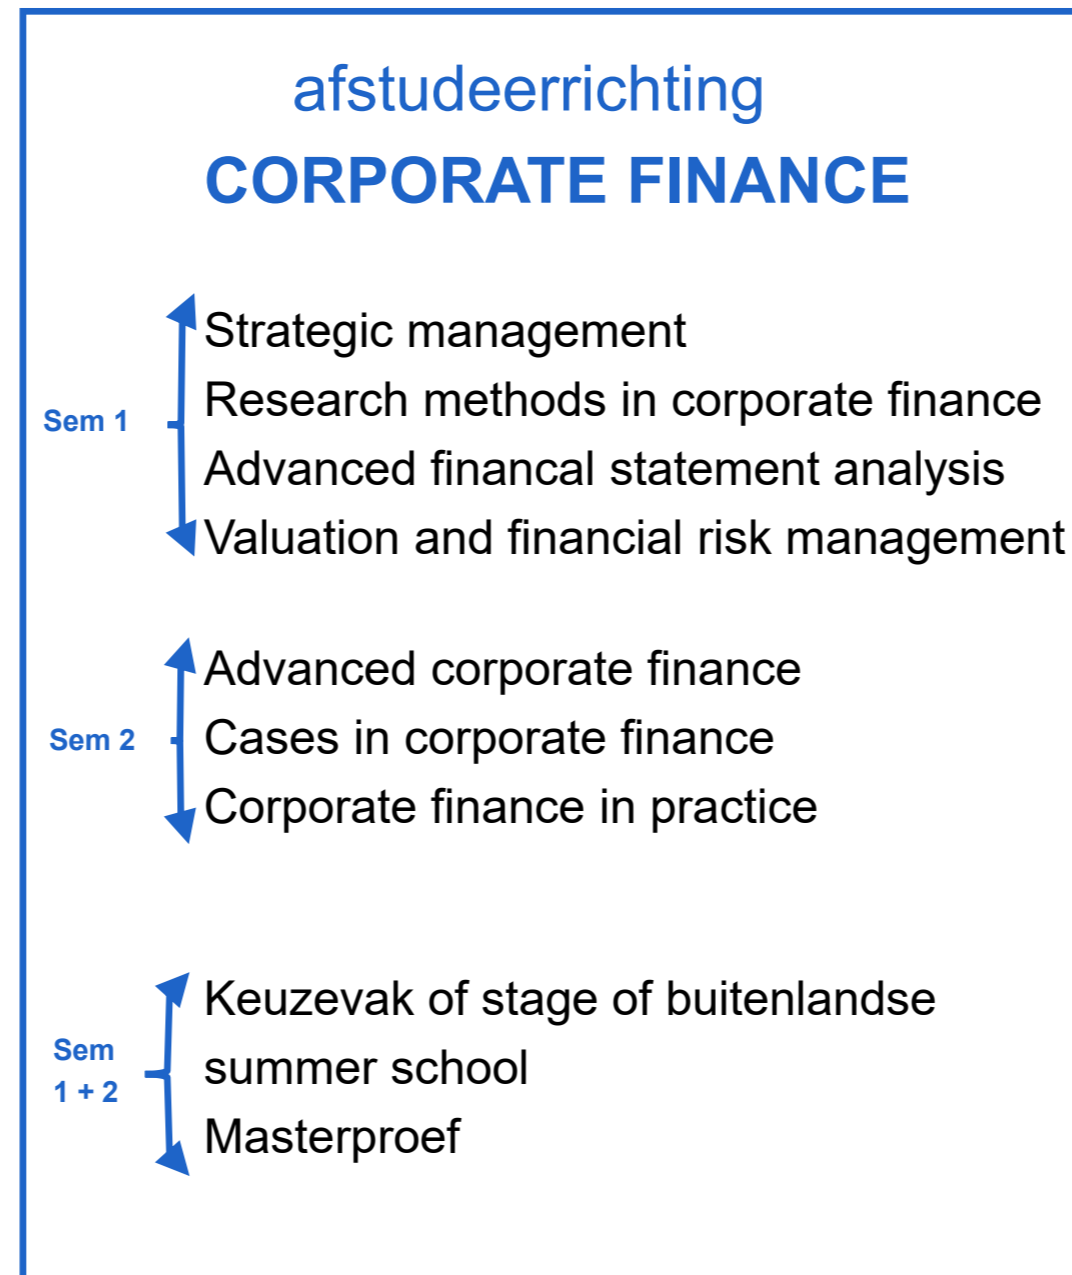 afstudeerrichting
CORPORATE FINANCE
Sem 1
Strategic management
Research methods in corporate finance
Advanced financal statement analysis
Valuation and financial risk management
Sem 2
Advanced corporate finance
Cases in corporate finance
Corporate finance in practice
Sem
1 + 2
Keuzevak of stage of buitenlandse
summer school
Masterproef